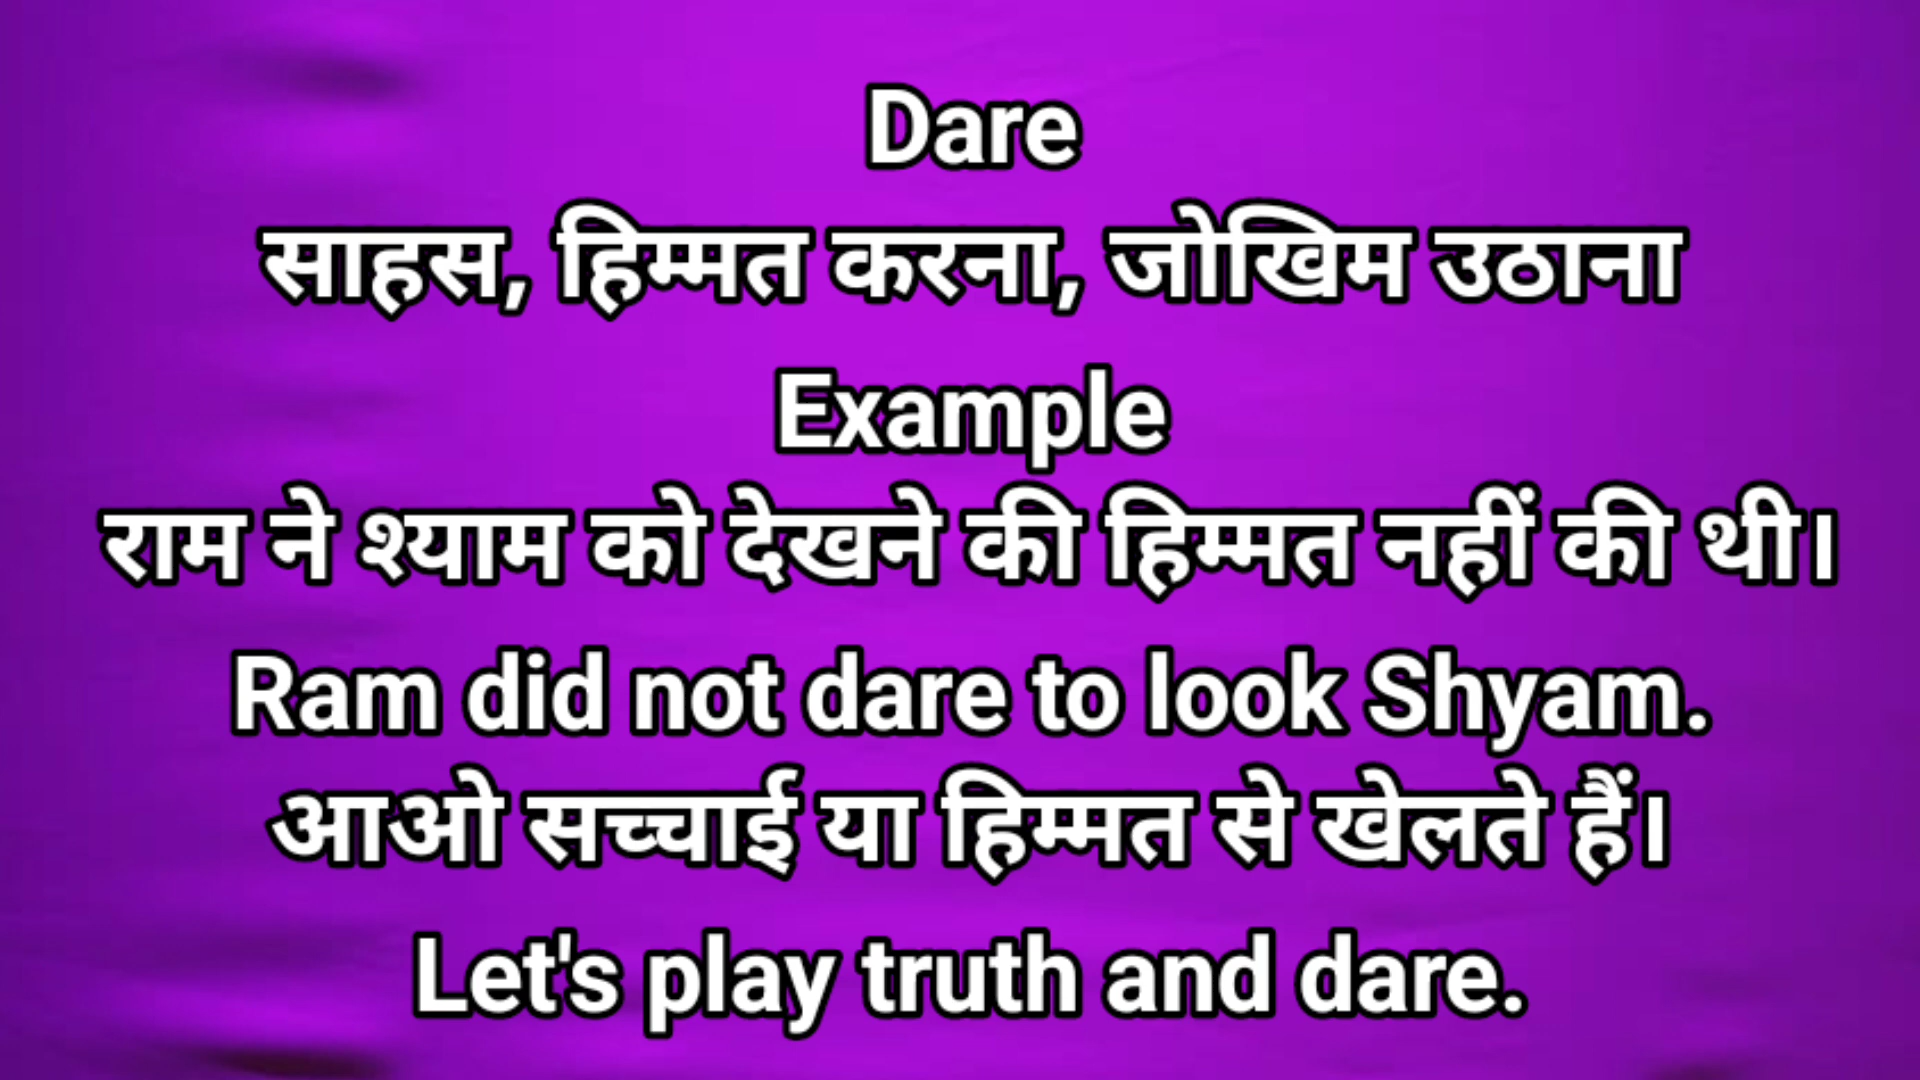 Dare
साहस, हिम्मत करना, जोखिम उठाना
Example
राम ने श्याम को देखने की हिम्मत नहीं की थी।
Ram did not dare to look Shyam.
आओ सच्चाई या हिम्मत से खेलते हैं।
Let's play truth and dare.